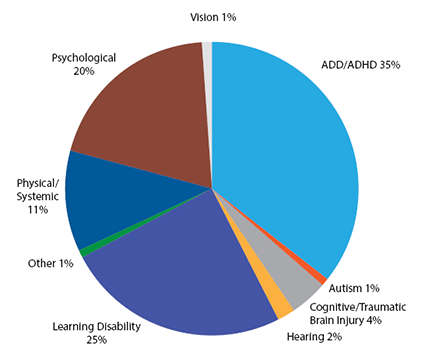 Vision 1%
Psychological
20%
ADD/ADHD 35%
Physical/
Systemic
11%
Other 1%
Autism 1%
Cognitive/Traumatic
Brain Injury 4%
Learning Disability
25%
Hearing 2%